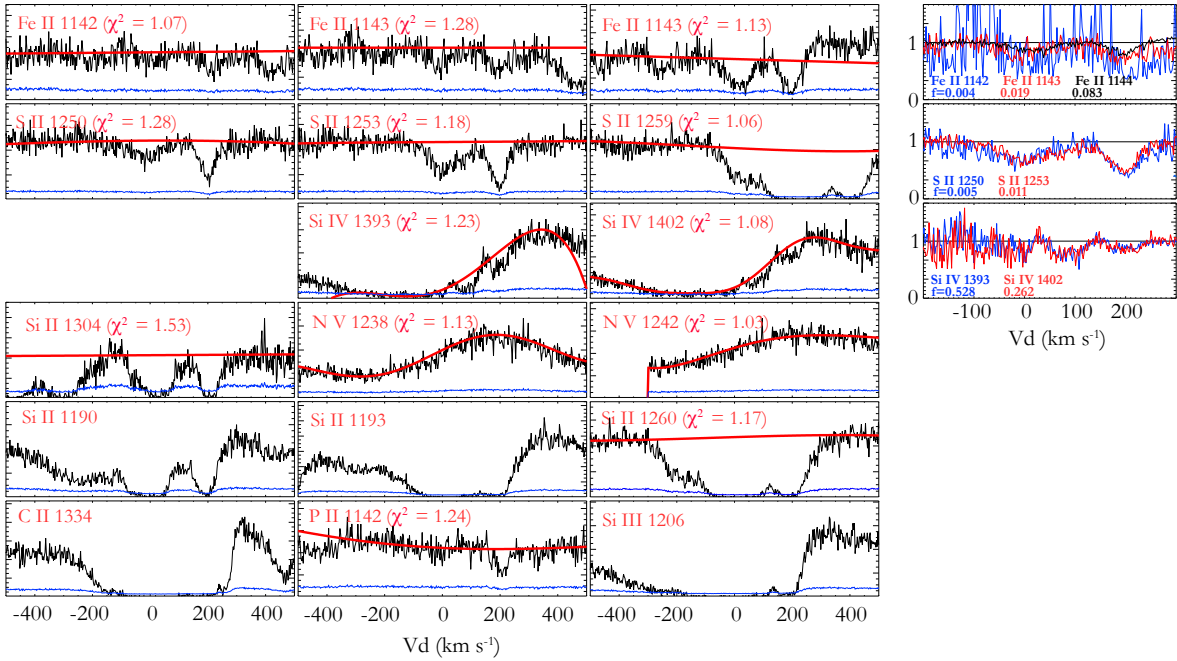 Fe II 1142 (χ² = 1.07)
Fe II 1143 (χ² = 1.28)
Fe II 1143 (χ² = 1.13)
S II 1250 (χ² = 1.28)
S II 1253 (χ² = 1.18)
S II 1259 (χ² = 1.06)
Si IV 1393 (χ² = 1.23)
Si IV 1402 (χ² = 1.08)
Si II 1304 (χ² = 1.53)
N V 1238 (χ² = 1.13)
N V 1242 (χ² = 1.03)
Si II 1190
Si II 1193
Si II 1260 (χ² = 1.17)
C II 1334
P II 1142 (χ² = 1.24)
Si III 1206
-400 -200 0 200 400
-400 -200 0 200 400
-400 -200 0 200 400
Vd (km s⁻¹)
1
Fe II 1142 Fe II 1143 Fe II 1144
f=0.004 0.019 0.083
0
1
S II 1250 S II 1253
f=0.005 0.011
0
1
Si IV 1393 Si IV 1402
f=0.528 0.262
0
-100 0 100 200
Vd (km s⁻¹)